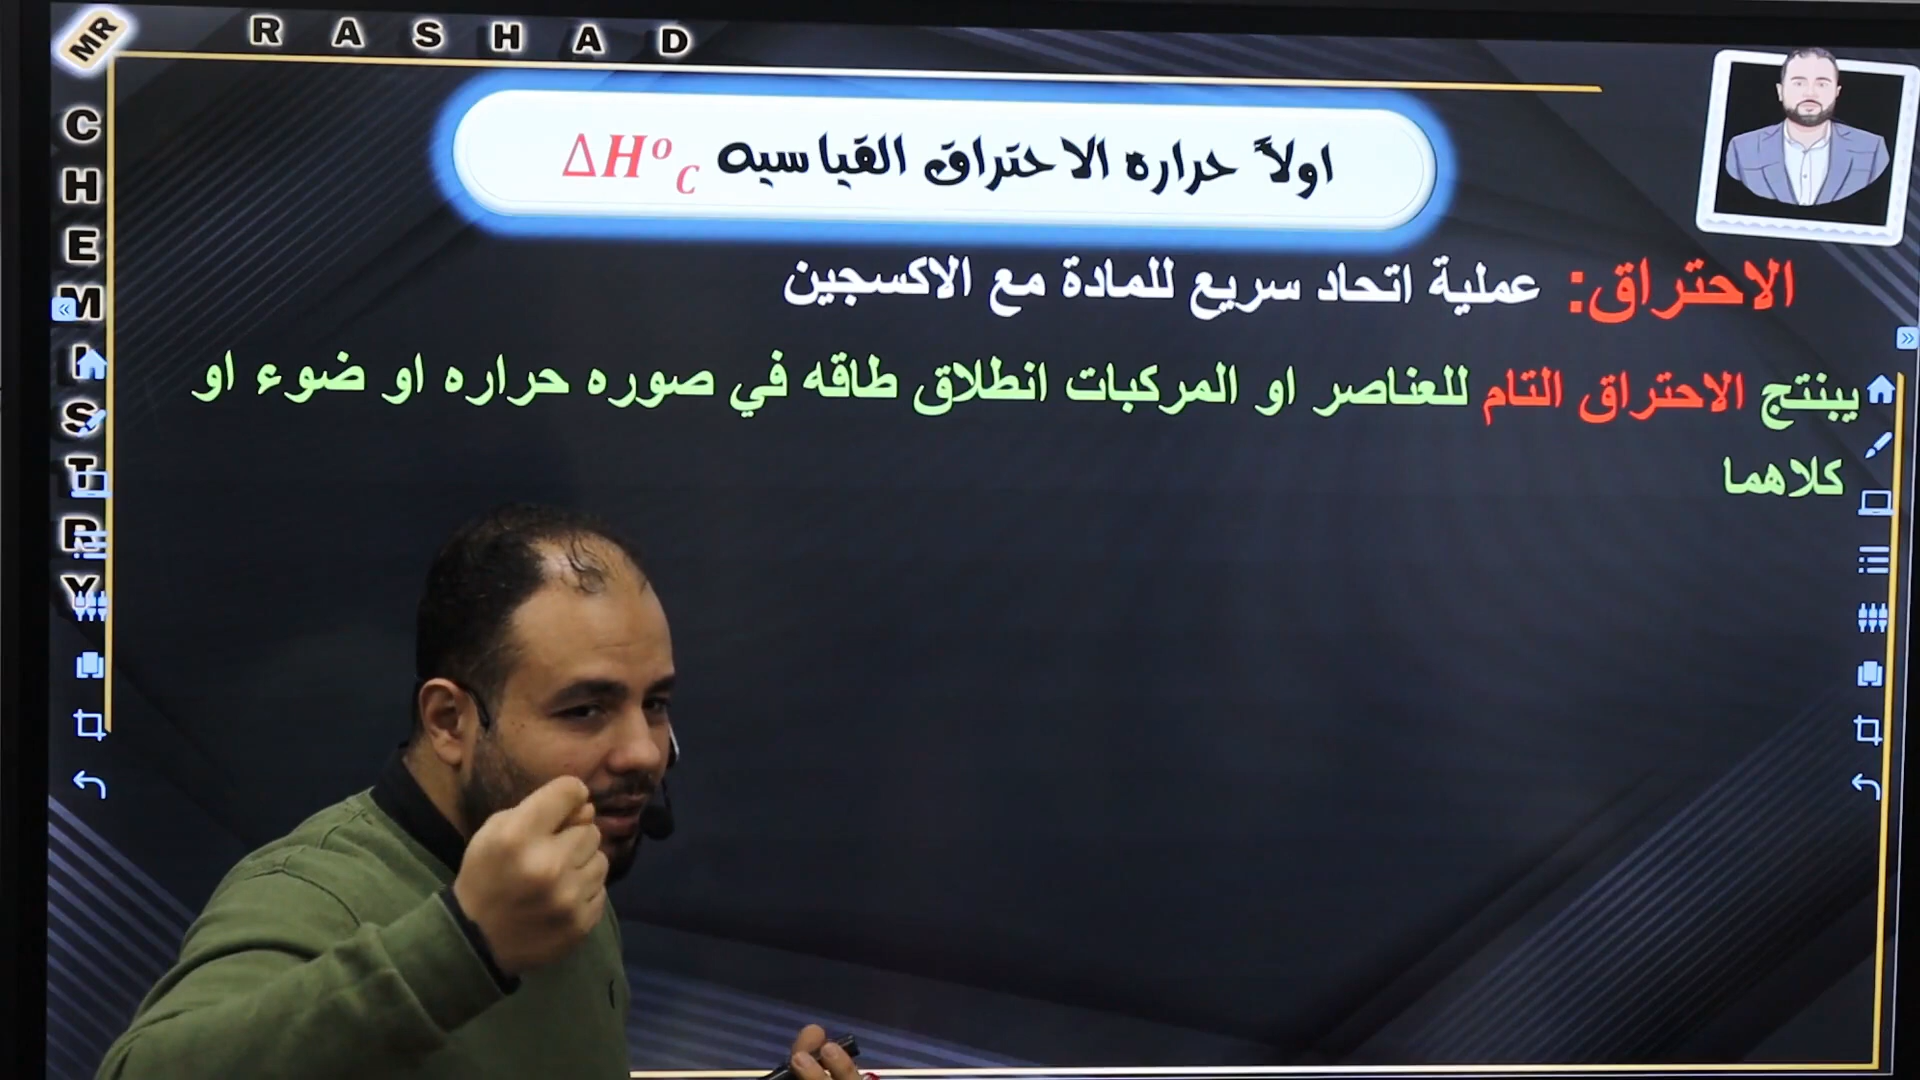 MR
RASHAD
CHEMISTRY
اولاً حراره الاحتراق القياسيه ΔH°C
الاحتراق: عملية اتحاد سريع للمادة مع الاكسجين
يبنتج الاحتراق التام للعناصر او المركبات انطلاق طاقه في صوره حراره او ضوء او
كلاهما